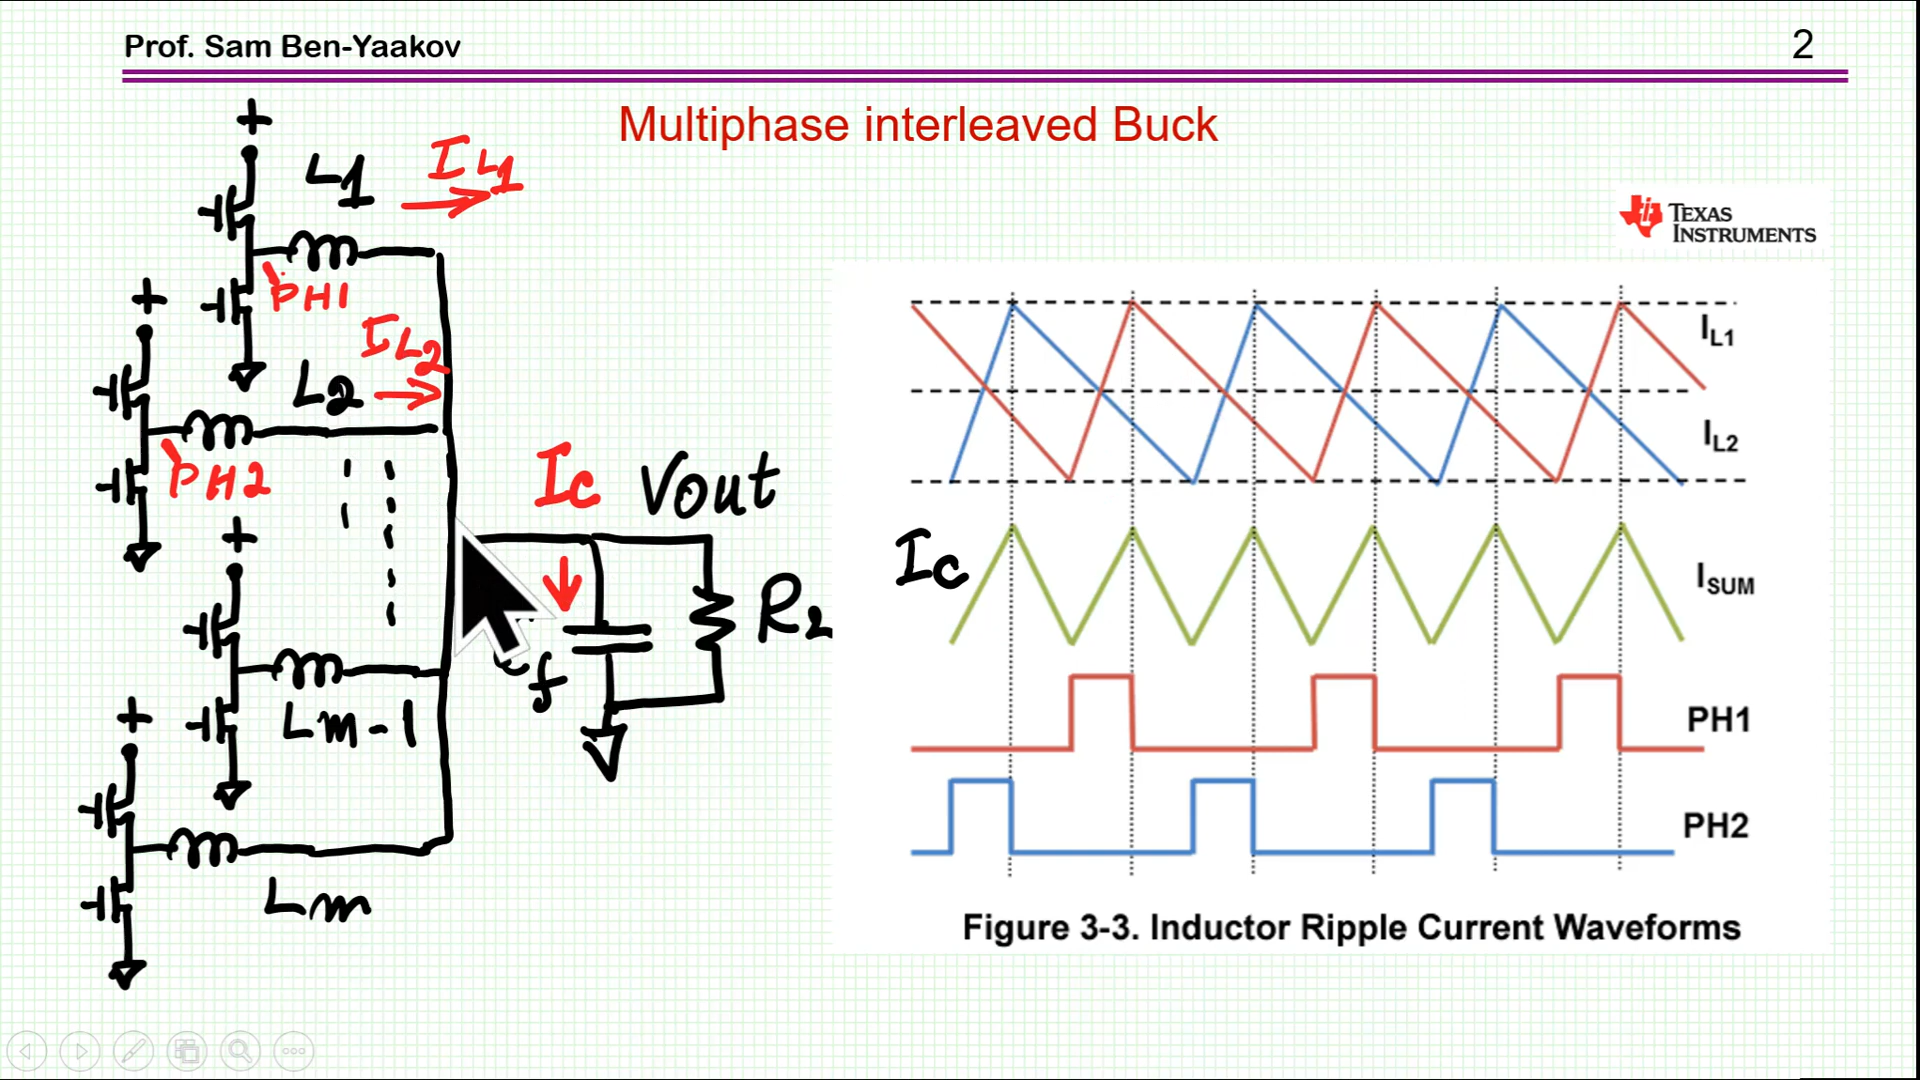 Prof. Sam Ben-Yaakov
2
Multiphase interleaved Buck
+
L1
IL1
PH1
+
IL2
L2
PH2
+
Ic
Vout
R2
f
Lm-1
+
Lm
TEXAS
INSTRUMENTS
IL1
IL2
Ic
ISUM
PH1
PH2
Figure 3-3. Inductor Ripple Current Waveforms